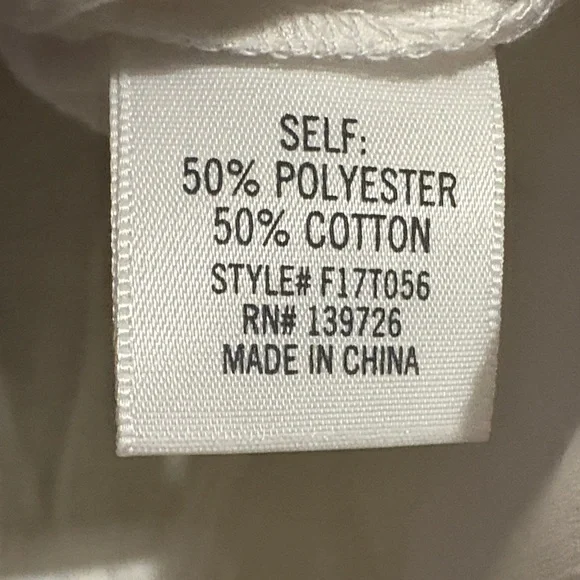 SELF:
50% POLYESTER
50% COTTON
STYLE# F17T056
RN# 139726
MADE IN CHINA